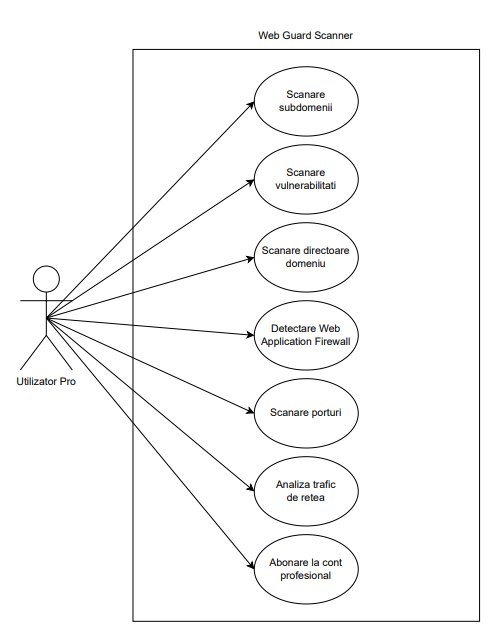 Web Guard Scanner
Scanare
subdomenii
Scanare
vulnerabilitati
Scanare directoare
domeniu
Detectare Web
Application Firewall
Utilizator Pro
Scanare porturi
Analiza trafic
de retea
Abonare la cont
profesional